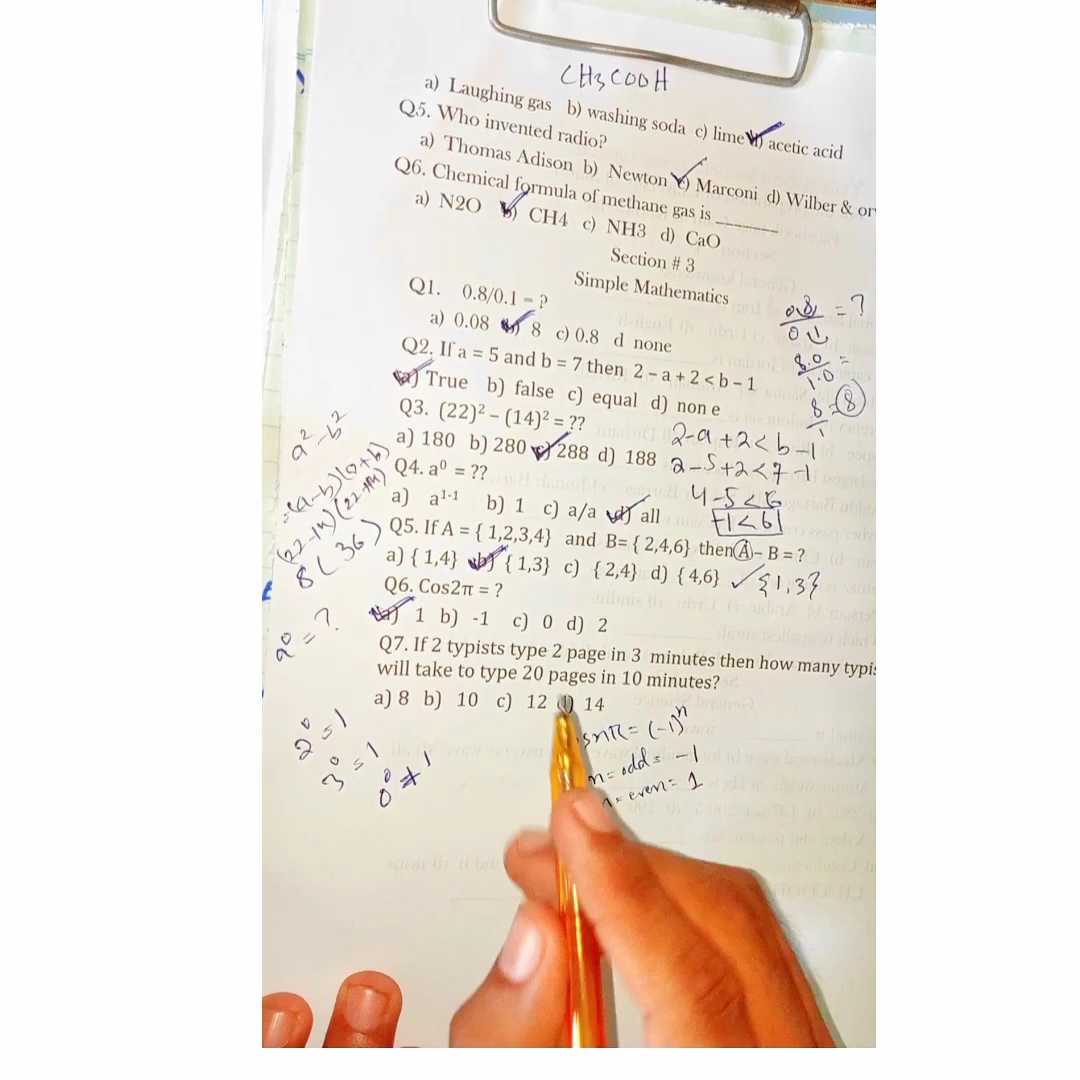 CH3COOH
a) Laughing gas b) washing soda c) lime d) acetic acid
Q5. Who invented radio?
a) Thomas Adison b) Newton c) Marconi d) Wilber & or
Q6. Chemical formula of methane gas is ________
a) N2O b) CH4 c) NH3 d) CaO
Section # 3
Simple Mathematics
Q1. 0.8/0.1 = ?
a) 0.08 b) 8 c) 0.8 d none
Q2. If a = 5 and b = 7 then 2 – a + 2 < b – 1
(a) True b) false c) equal d) non e
Q3. (22)² – (14)² = ??
a) 180 b) 280 c) 288 d) 188
Q4. a⁰ = ??
a) a¹⁻¹ b) 1 c) a/a d) all
Q5. If A = { 1,2,3,4} and B= { 2,4,6} then A – B = ?
a) { 1,4} b) { 1,3} c) { 2,4} d) { 4,6}
Q6. Cos2π = ?
a) 1 b) -1 c) 0 d) 2
Q7. If 2 typists type 2 page in 3 minutes then how many typis
will take to type 20 pages in 10 minutes?
a) 8 b) 10 c) 12 d) 14
0.8 = ?
0.1
8.0 =
1.0
8 = 8
1
2-a+2<b-1
2-5+2<7-1
4-5<6
-1<6
{1,3}
a²-b²
=(a-b)(a+b)
(22-14)(22+14)
8(36)
a⁰=?
2⁰=1
3⁰=1
0⁰≠1
snπ= (-1)ⁿ
n= odd= -1
n= even= 1